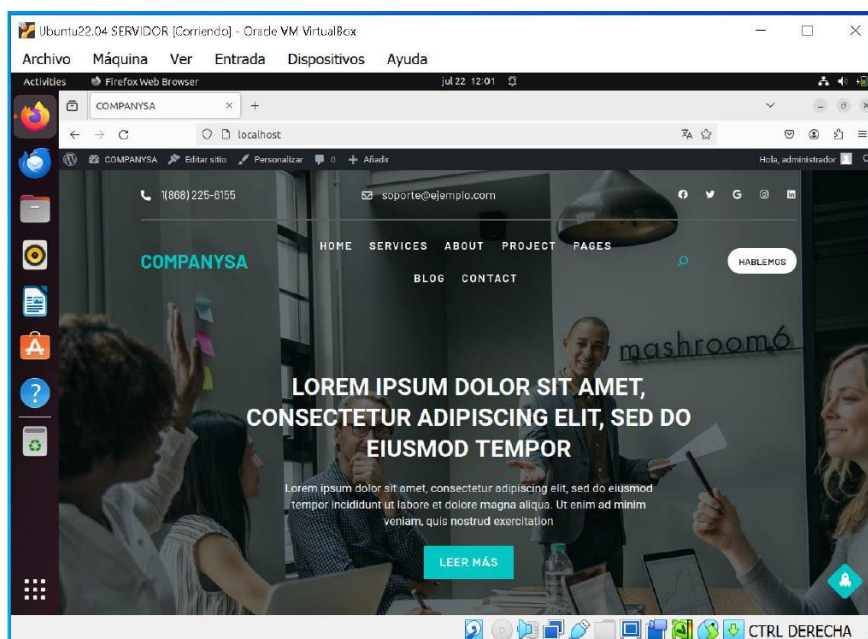 Ubuntu22.04 SERVIDOR [Corriendo] - Oracle VM VirtualBox
Archivo Máquina Ver Entrada Dispositivos Ayuda
Activities Firefox Web Browser jul 22 12:01
COMPANYSA
localhost
COMPANYSA Editar sitio Personalizar 0 Añadir Hola, administrador
1(868) 225-6155 soporte@ejemplo.com
HOME SERVICES ABOUT PROJECT PAGES
COMPANYSA HABLEMOS
BLOG CONTACT
mashroom6
LOREM IPSUM DOLOR SIT AMET,
CONSECTETUR ADIPISCING ELIT, SED DO
EIUSMOD TEMPOR
Lorem ipsum dolor sit amet, consectetur adipiscing elit, sed do eiusmod
tempor incididunt ut labore et dolore magna aliqua. Ut enim ad minim
veniam, quis nostrud exercitation
LEER MÁS
CTRL DERECHA